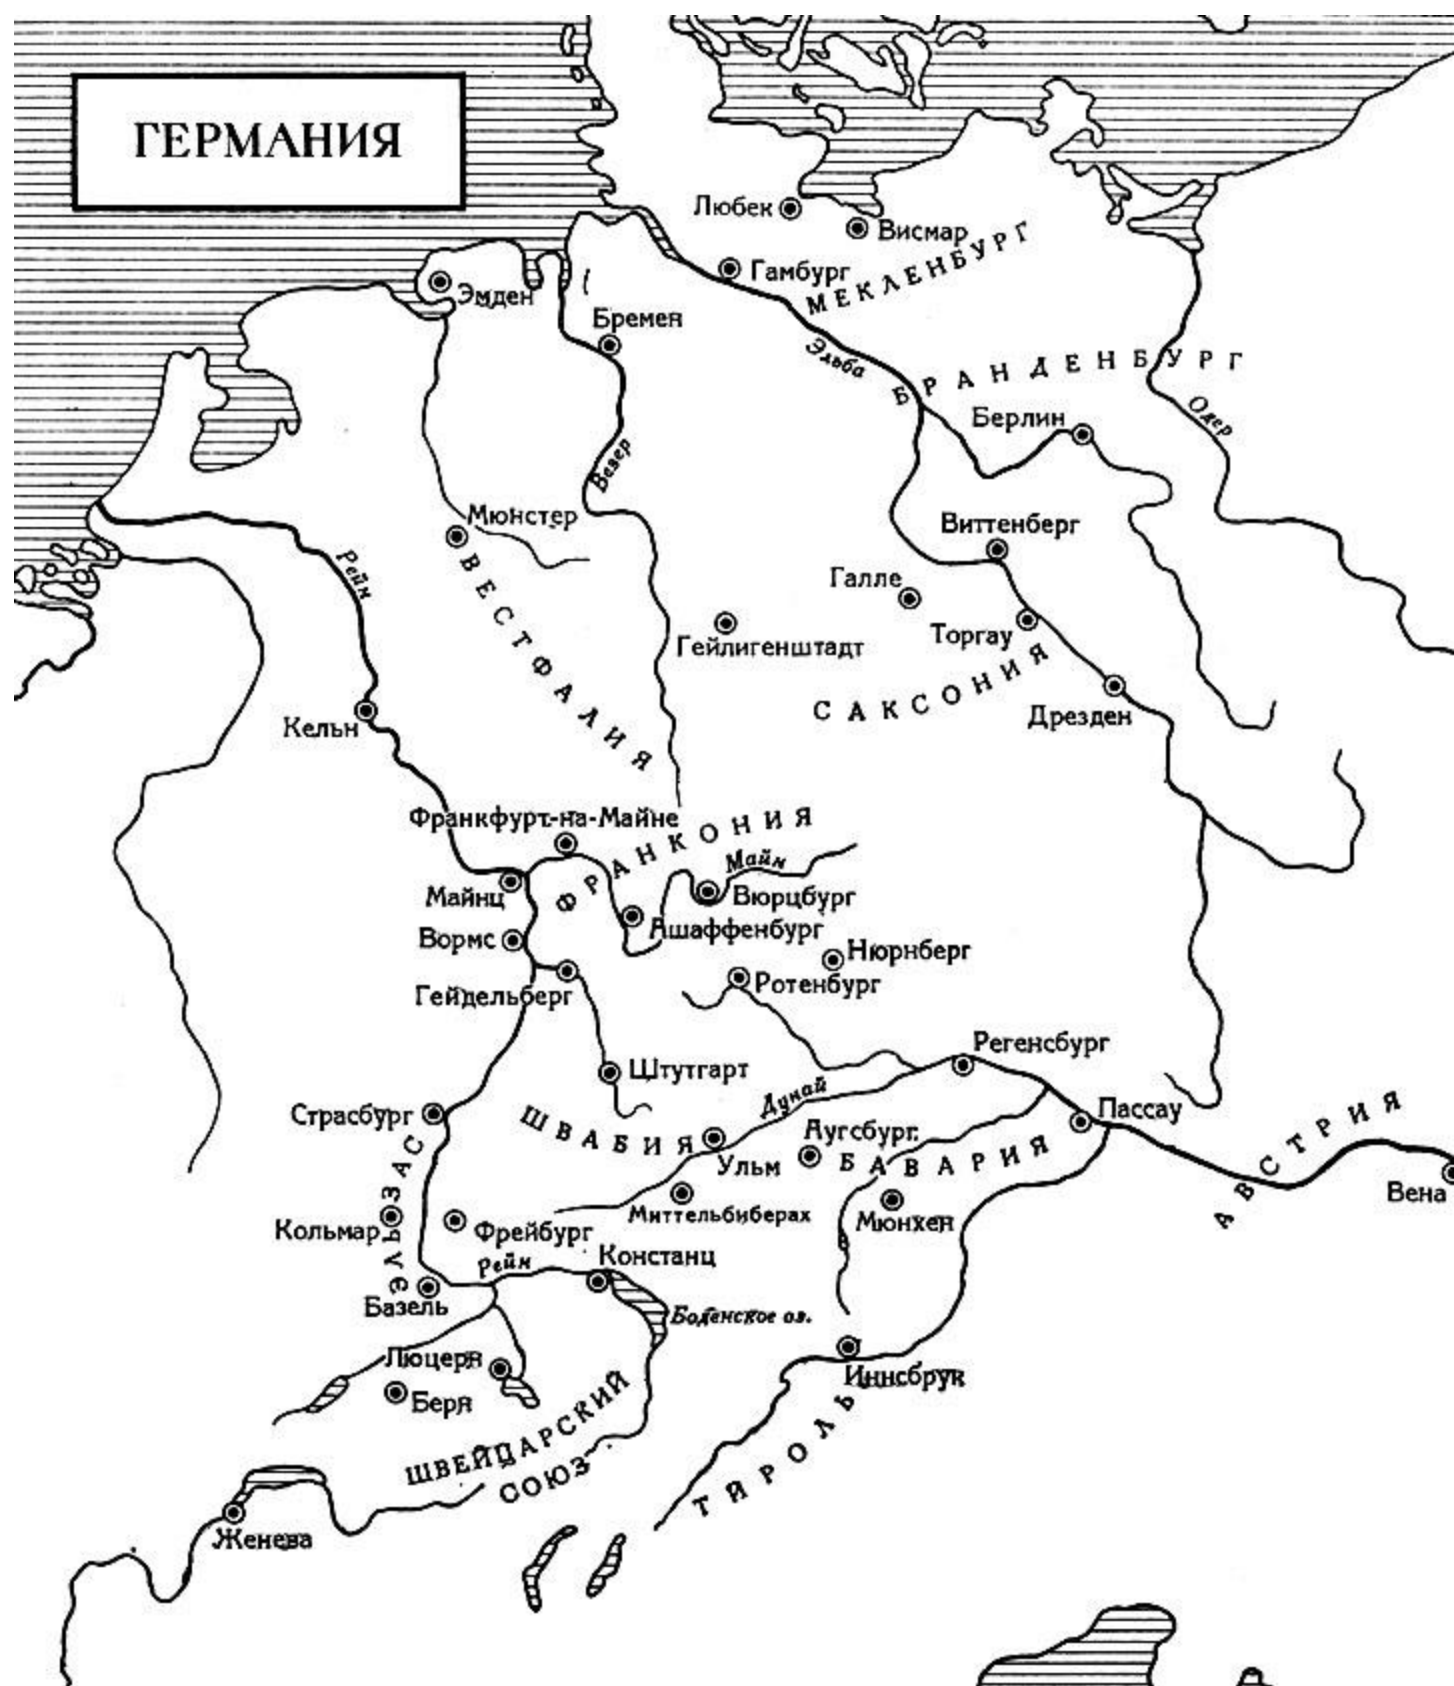 ГЕРМАНИЯ
Любек
Висмар
Гамбург
МЕКЛЕНБУРГ
Эмден
Бремен
Эльба
БРАНДЕНБУРГ
Берлин
Одер
Везер
Мюнстер
Виттенберг
Рейн
ВЕСТФАЛИЯ
Галле
Гейлигенштадт
Торгау
САКСОНИЯ
Кельн
Дрезден
Франкфурт-на-Майне
ФРАНКОНИЯ
Майн
Майнц
Вюрцбург
Ашаффенбург
Вормс
Нюрнберг
Гейдельберг
Ротенбург
Регенсбург
Штутгарт
Дунай
Страсбург
ШВАБИЯ
Пассау
АВСТРИЯ
Аугсбург
Ульм
БАВАРИЯ
Вена
ЭЛЬЗАС
Кольмар
Фрейбург
Миттельбиберах
Мюнхен
Рейн
Констанц
Базель
Боденское оз.
Люцерн
Берн
Иннсбрук
ШВЕЙЦАРСКИЙ
СОЮЗ
ТИРОЛЬ
Женева